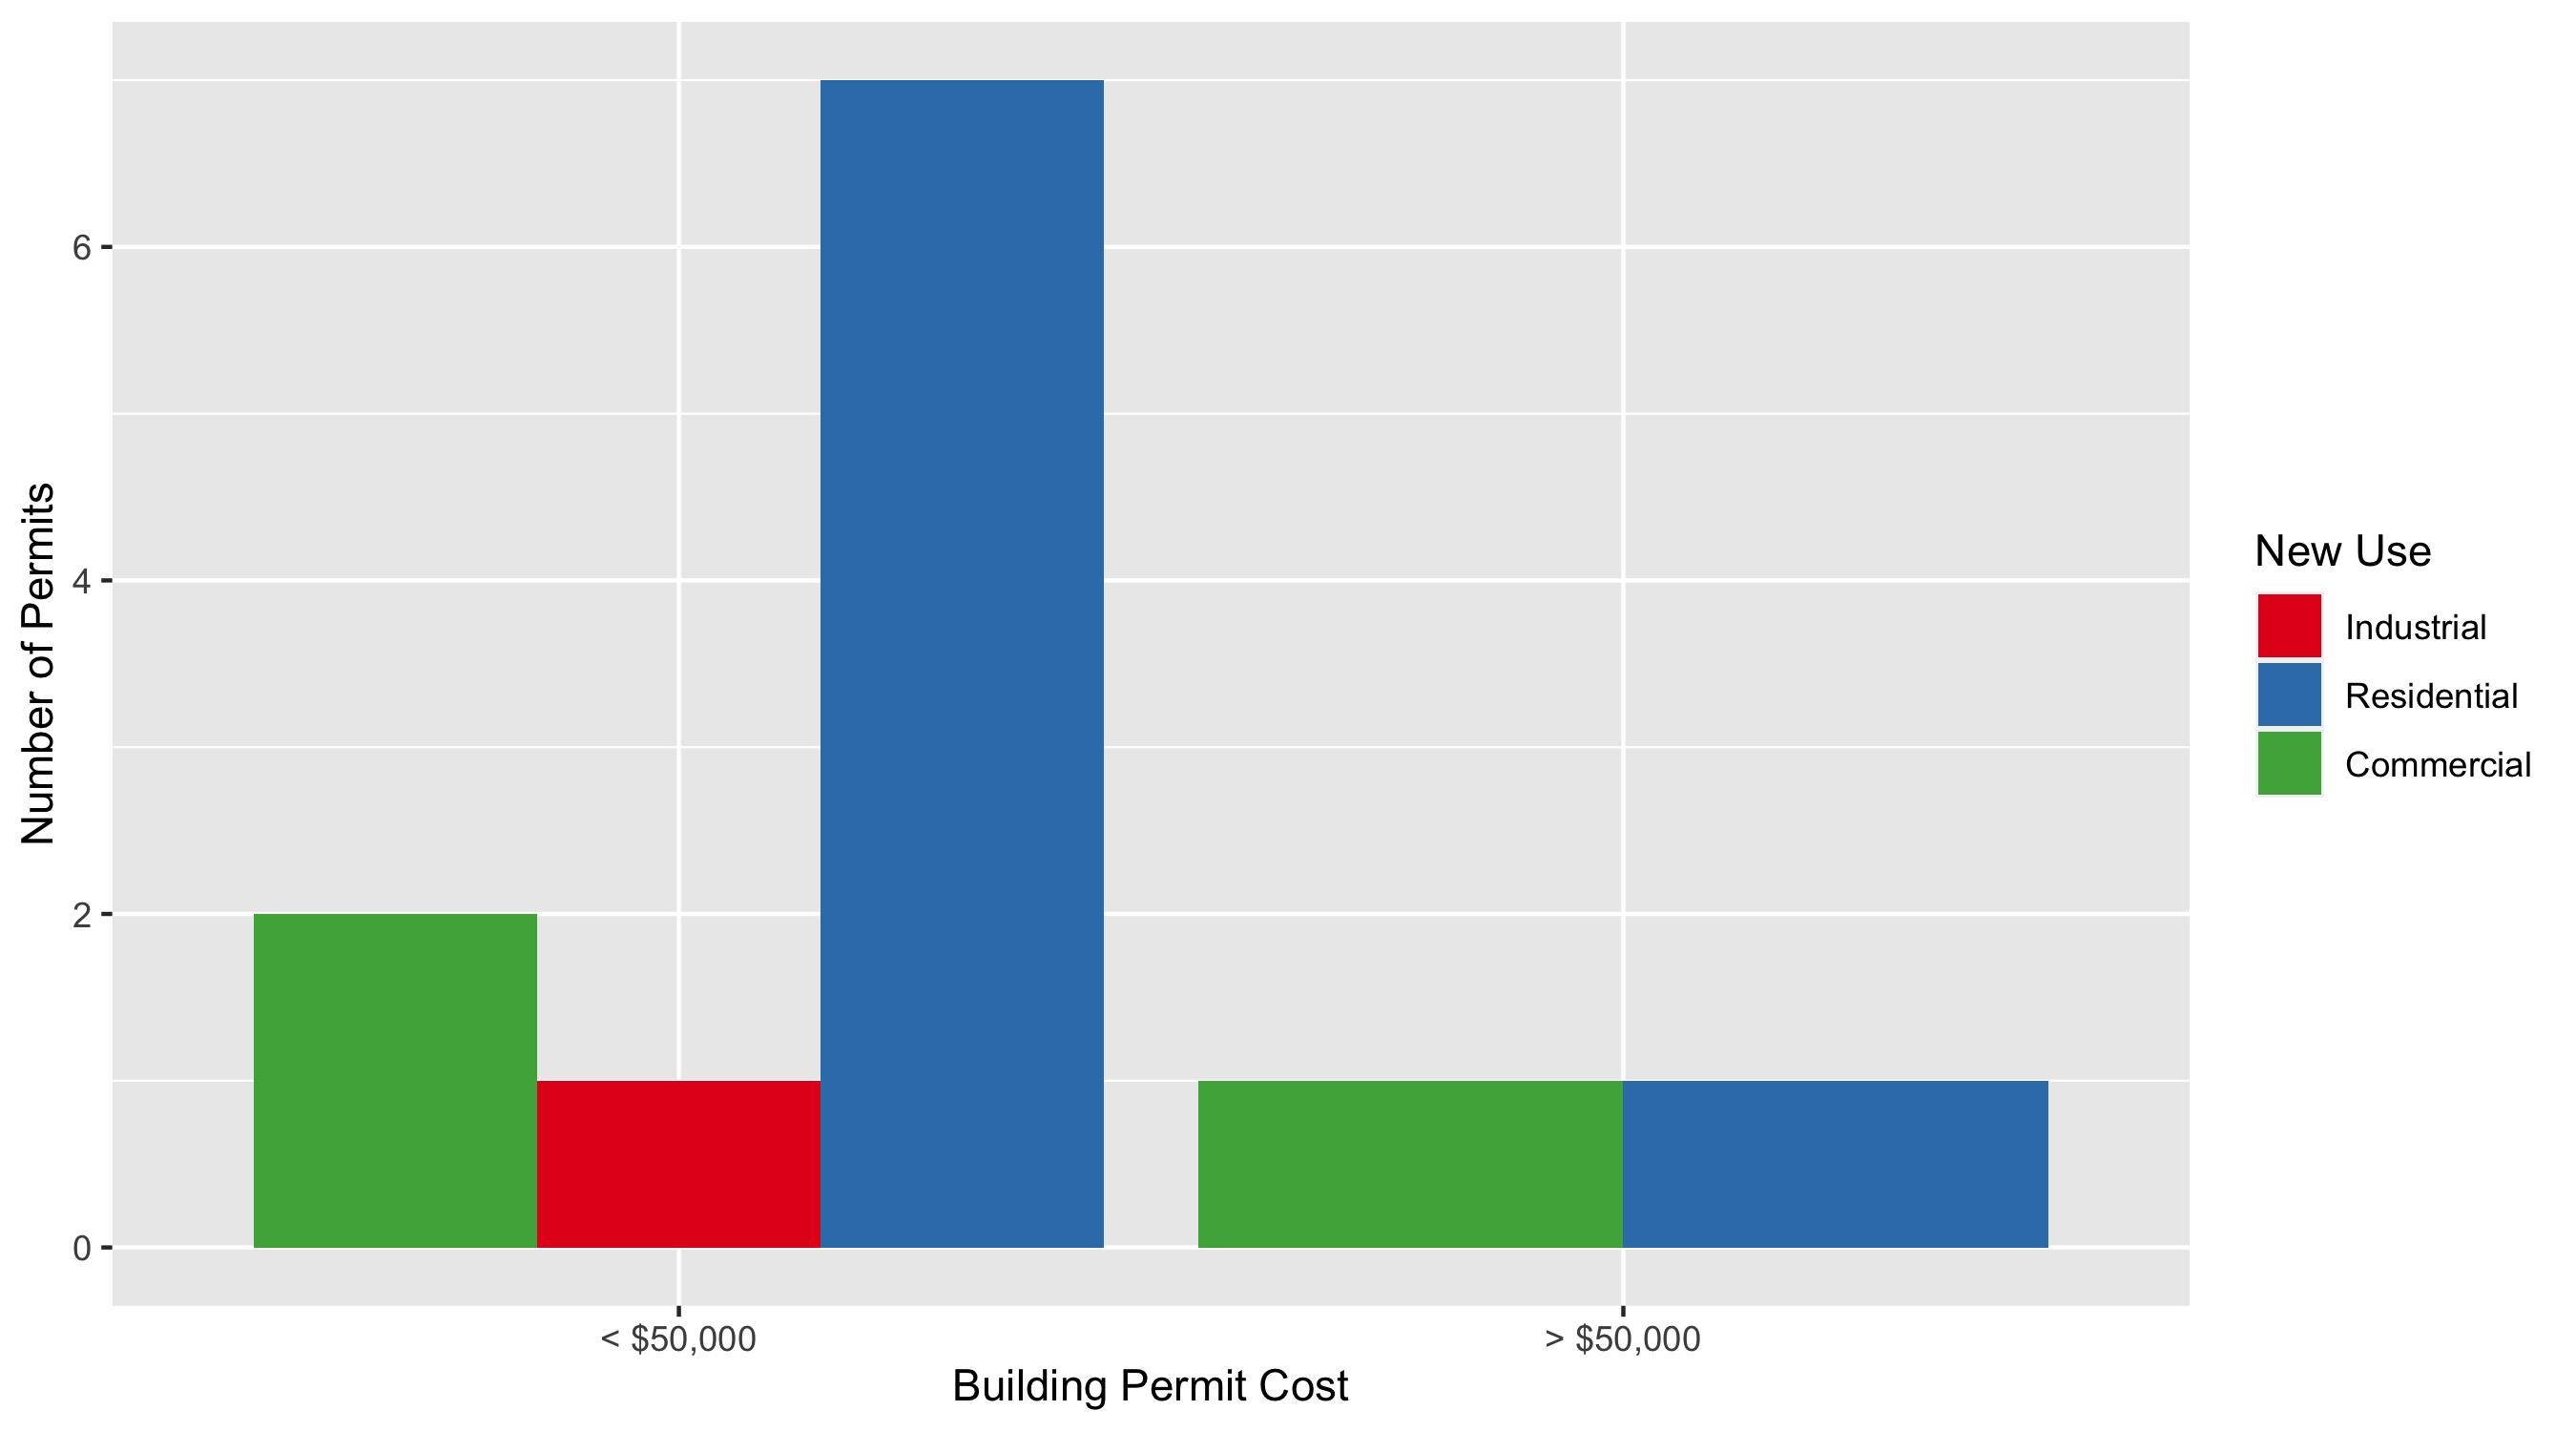 Number of Permits
6
4
2
0
< $50,000
> $50,000
Building Permit Cost
New Use
Industrial
Residential
Commercial